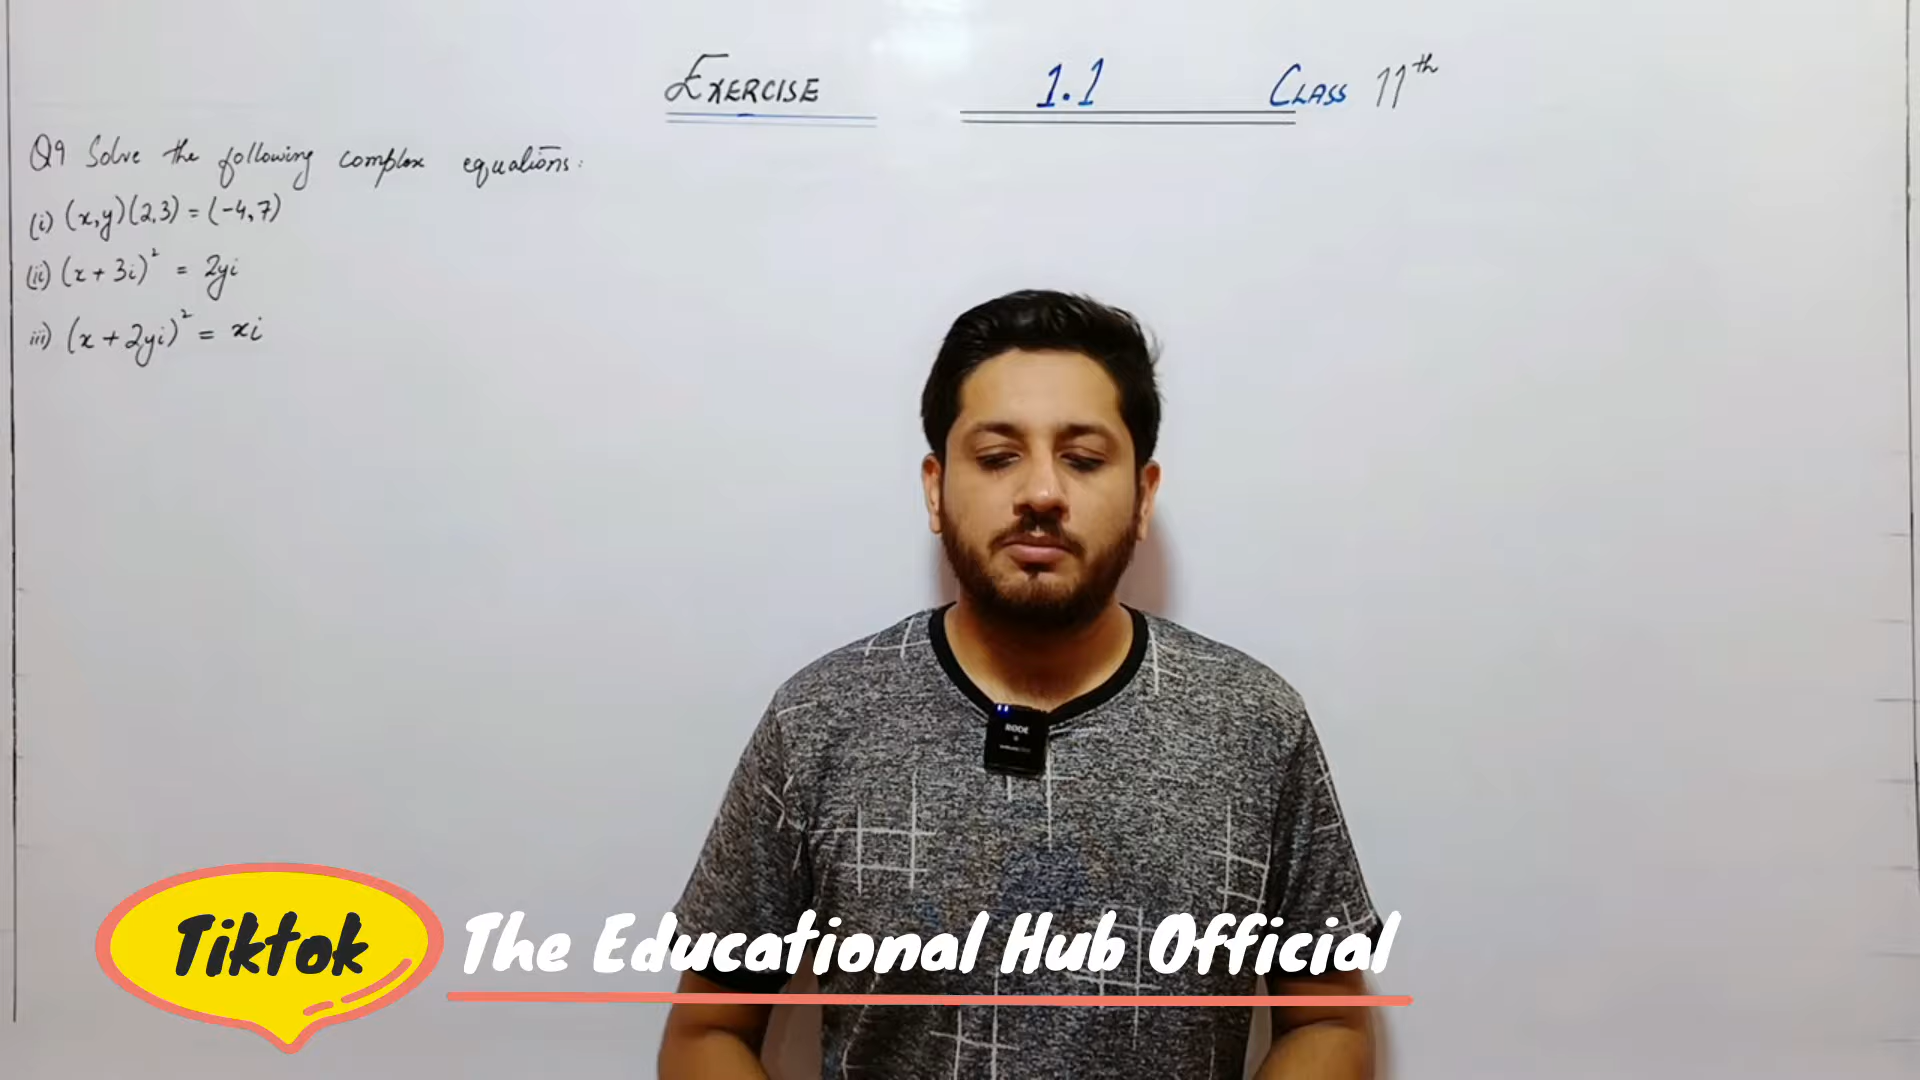 EXERCISE 1.1 CLASS 11th
Q9 Solve the following complex equations:
(i) (x,y)(2,3) = (-4,7)
(ii) (x + 3i)² = 2yi
iii) (x + 2yi)² = xi
RODE
Tiktok The Educational Hub Official